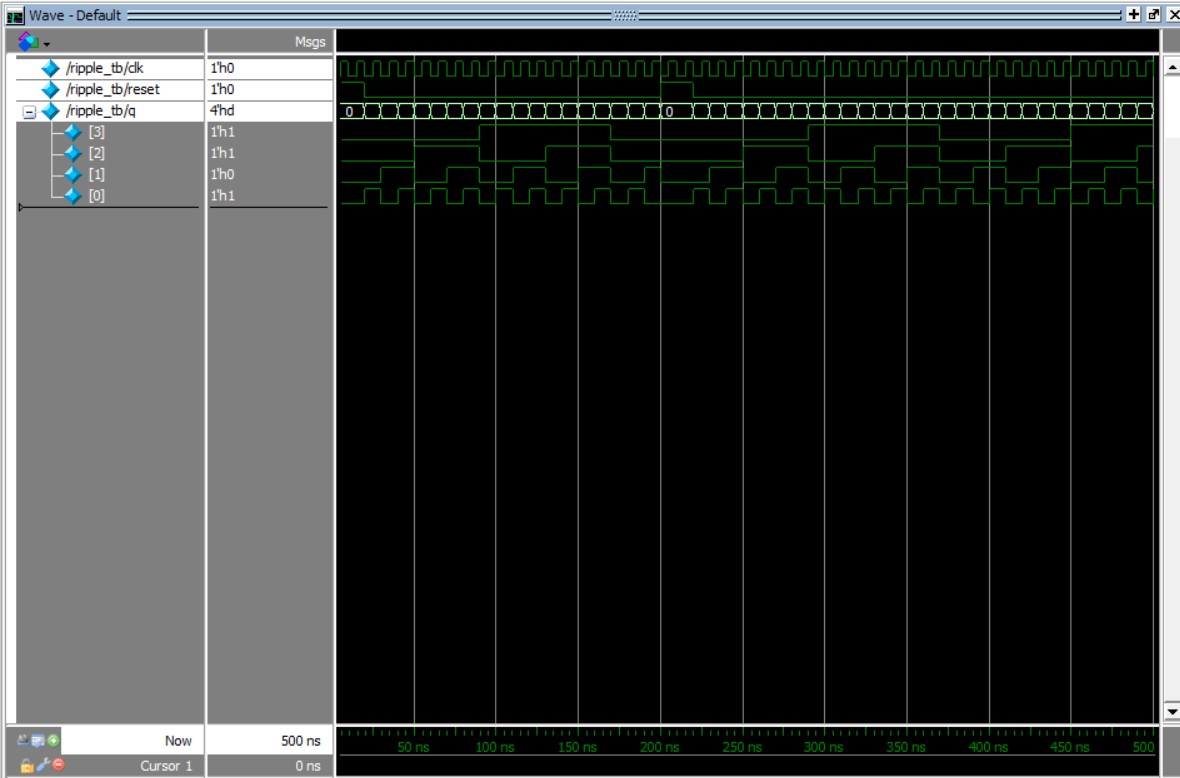 Wave - Default
Msgs
/ripple_tb/clk 1'h0
/ripple_tb/reset 1'h0
/ripple_tb/q 4'hd 0 0
[3] 1'h1
[2] 1'h1
[1] 1'h0
[0] 1'h1
Now 500 ns 50 ns 100 ns 150 ns 200 ns 250 ns 300 ns 350 ns 400 ns 450 ns 500
Cursor 1 0 ns